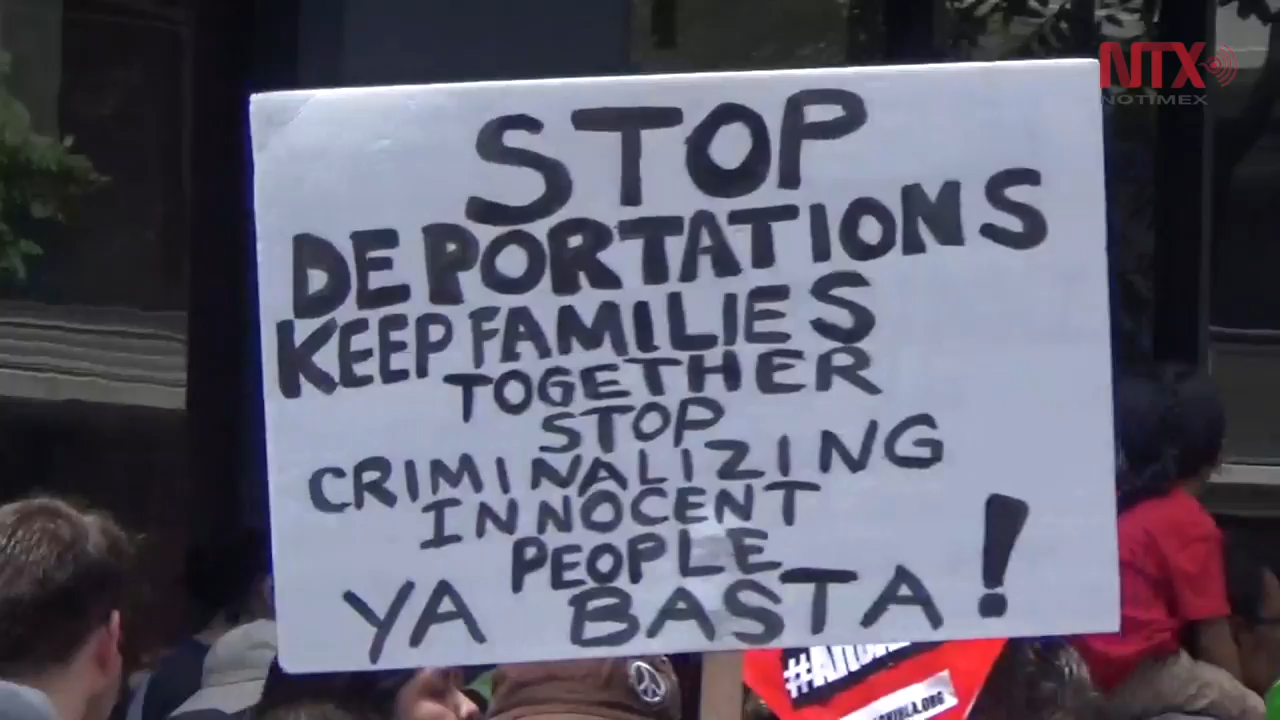 NTX
NOTIMEX
STOP
DEPORTATIONS
KEEP FAMILIES
TOGETHER
STOP
CRIMINALIZING
INNOCENT
PEOPLE
YA BASTA!